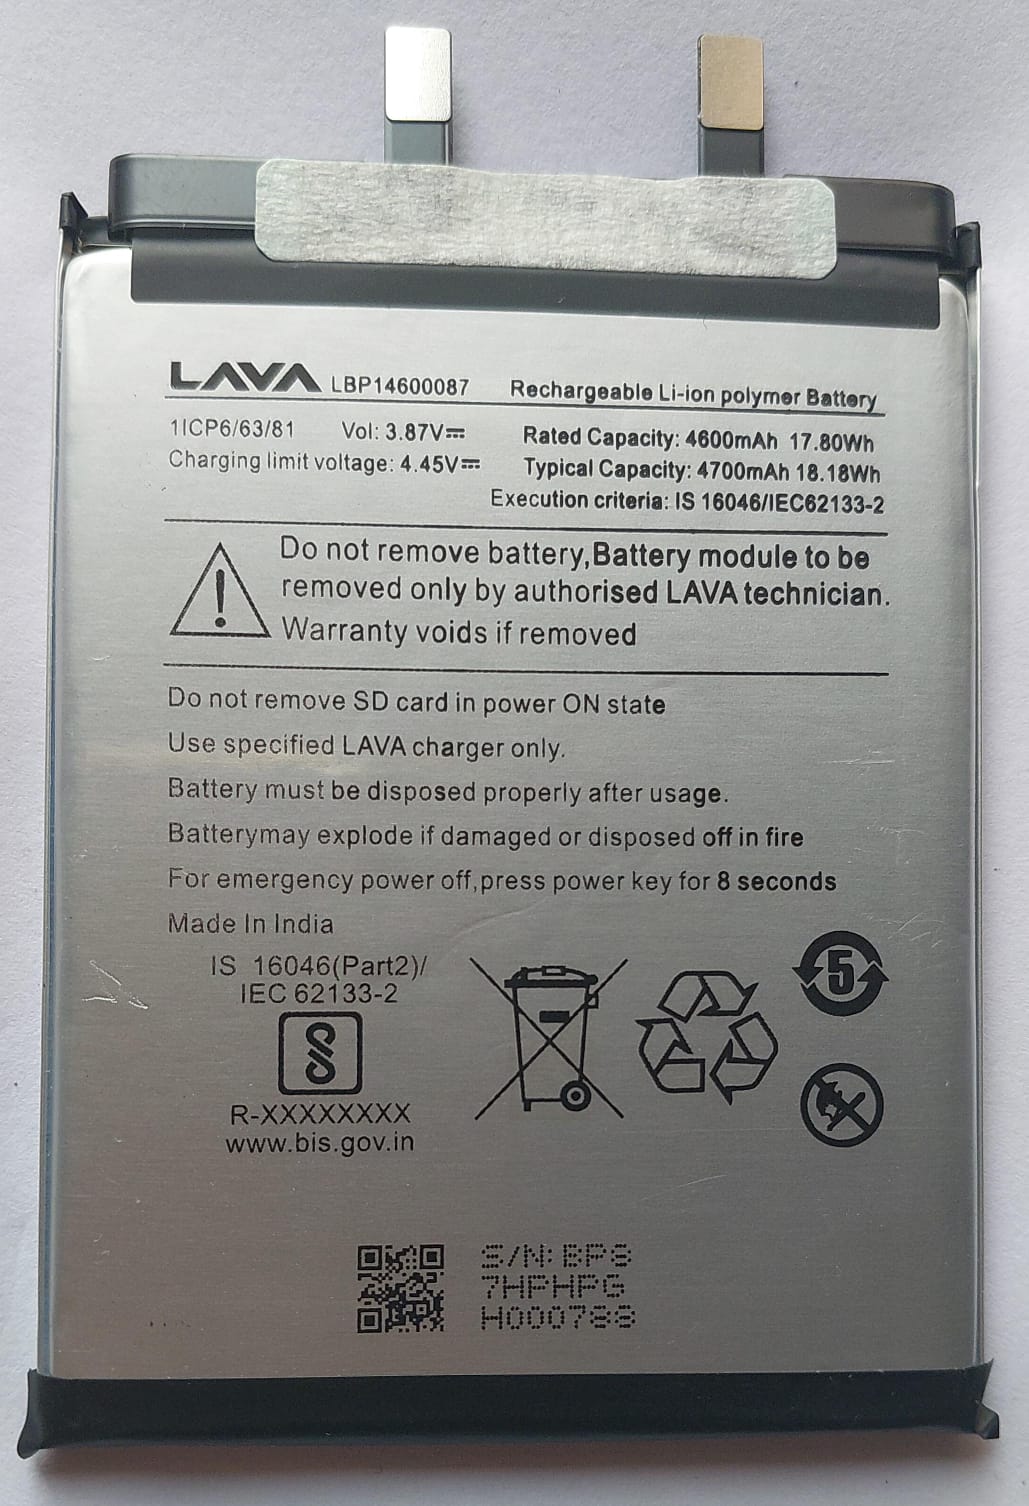 LAVA LBP14600087 Rechargeable Li-ion polymer Battery
1ICP6/63/81 Vol: 3.87V⎓ Rated Capacity: 4600mAh 17.80Wh
Charging limit voltage: 4.45V⎓ Typical Capacity: 4700mAh 18.18Wh
Execution criteria: IS 16046/IEC62133-2
Do not remove battery,Battery module to be
removed only by authorised LAVA technician.
Warranty voids if removed
Do not remove SD card in power ON state
Use specified LAVA charger only.
Battery must be disposed properly after usage.
Batterymay explode if damaged or disposed off in fire
For emergency power off,press power key for 8 seconds
Made In India
IS 16046(Part2)/
IEC 62133-2
R-XXXXXXXX
www.bis.gov.in
5
S/N: BP8
7HPHPG
H000788